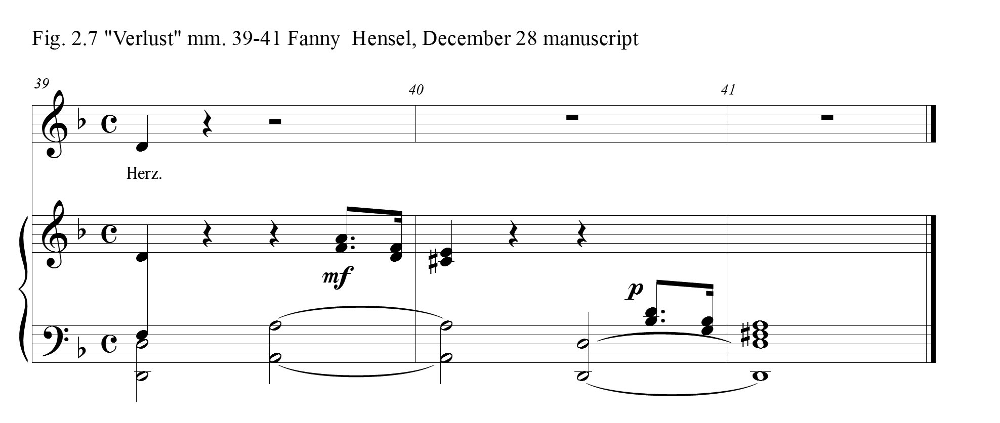 Fig. 2.7 "Verlust" mm. 39-41 Fanny Hensel, December 28 manuscript
39 40 41
Herz.
mf
p